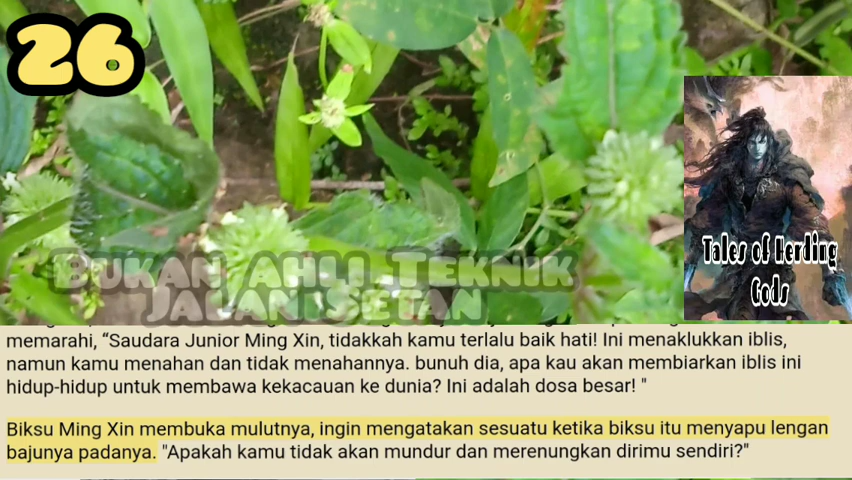 26
Tales of Herding
Gods
BUKAN AHLI TEKNIK
JALAN SETAN
memarahi, “Saudara Junior Ming Xin, tidakkah kamu terlalu baik hati! Ini menaklukkan iblis,
namun kamu menahan dan tidak menahannya. bunuh dia, apa kau akan membiarkan iblis ini
hidup-hidup untuk membawa kekacauan ke dunia? Ini adalah dosa besar! "
Biksu Ming Xin membuka mulutnya, ingin mengatakan sesuatu ketika biksu itu menyapu lengan
bajunya padanya. "Apakah kamu tidak akan mundur dan merenungkan dirimu sendiri?"